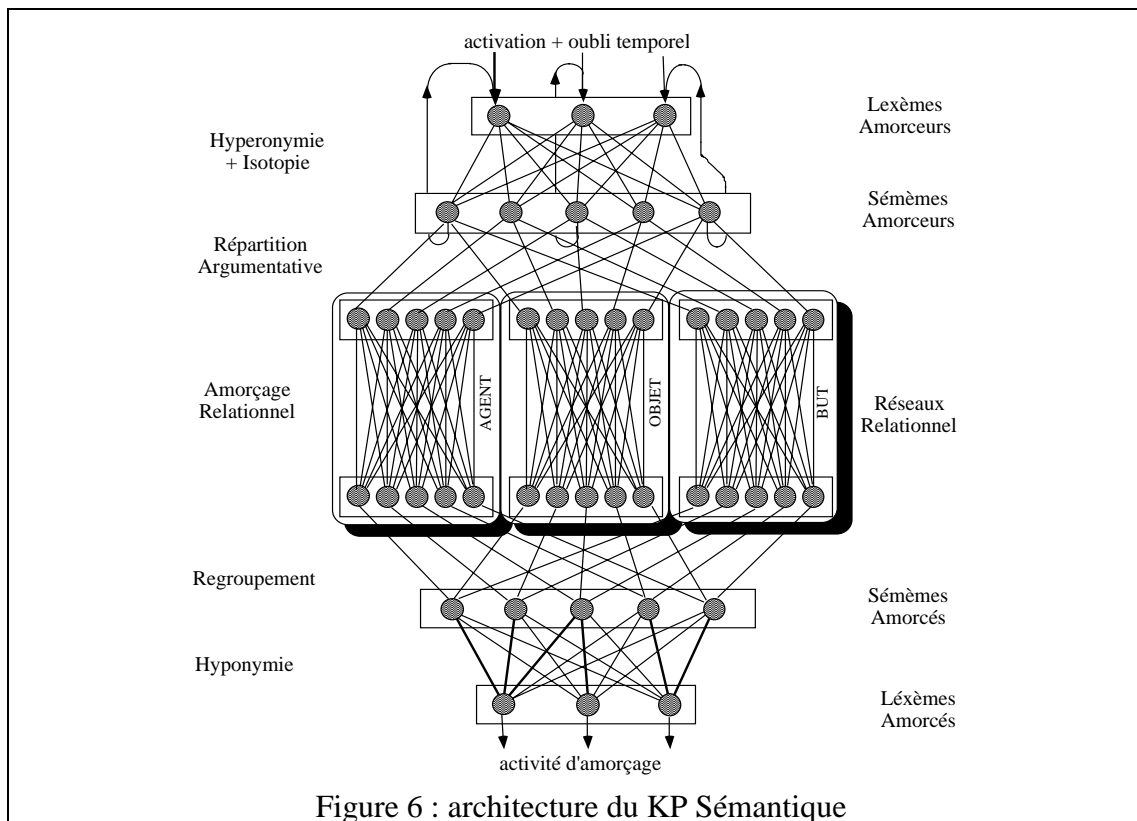 activation + oubli temporel
Lexèmes
Amorceurs
Hyperonymie
+ Isotopie
Sémèmes
Amorceurs
Répartition
Argumentative
Amorçage
Relationnel
AGENT
OBJET
BUT
Réseaux
Relationnel
Regroupement
Sémèmes
Amorcés
Hyponymie
Léxèmes
Amorcés
activité d'amorçage
Figure 6 : architecture du KP Sémantique